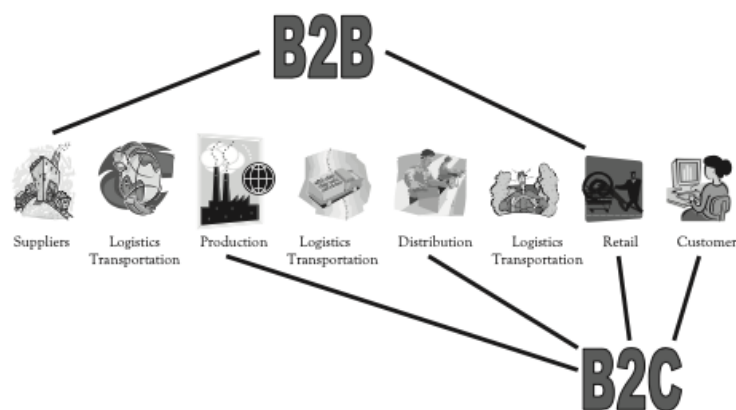 B2B
Suppliers
Logistics
Transportation
Production
Logistics
Transportation
Distribution
Logistics
Transportation
Retail
Customer
B2C